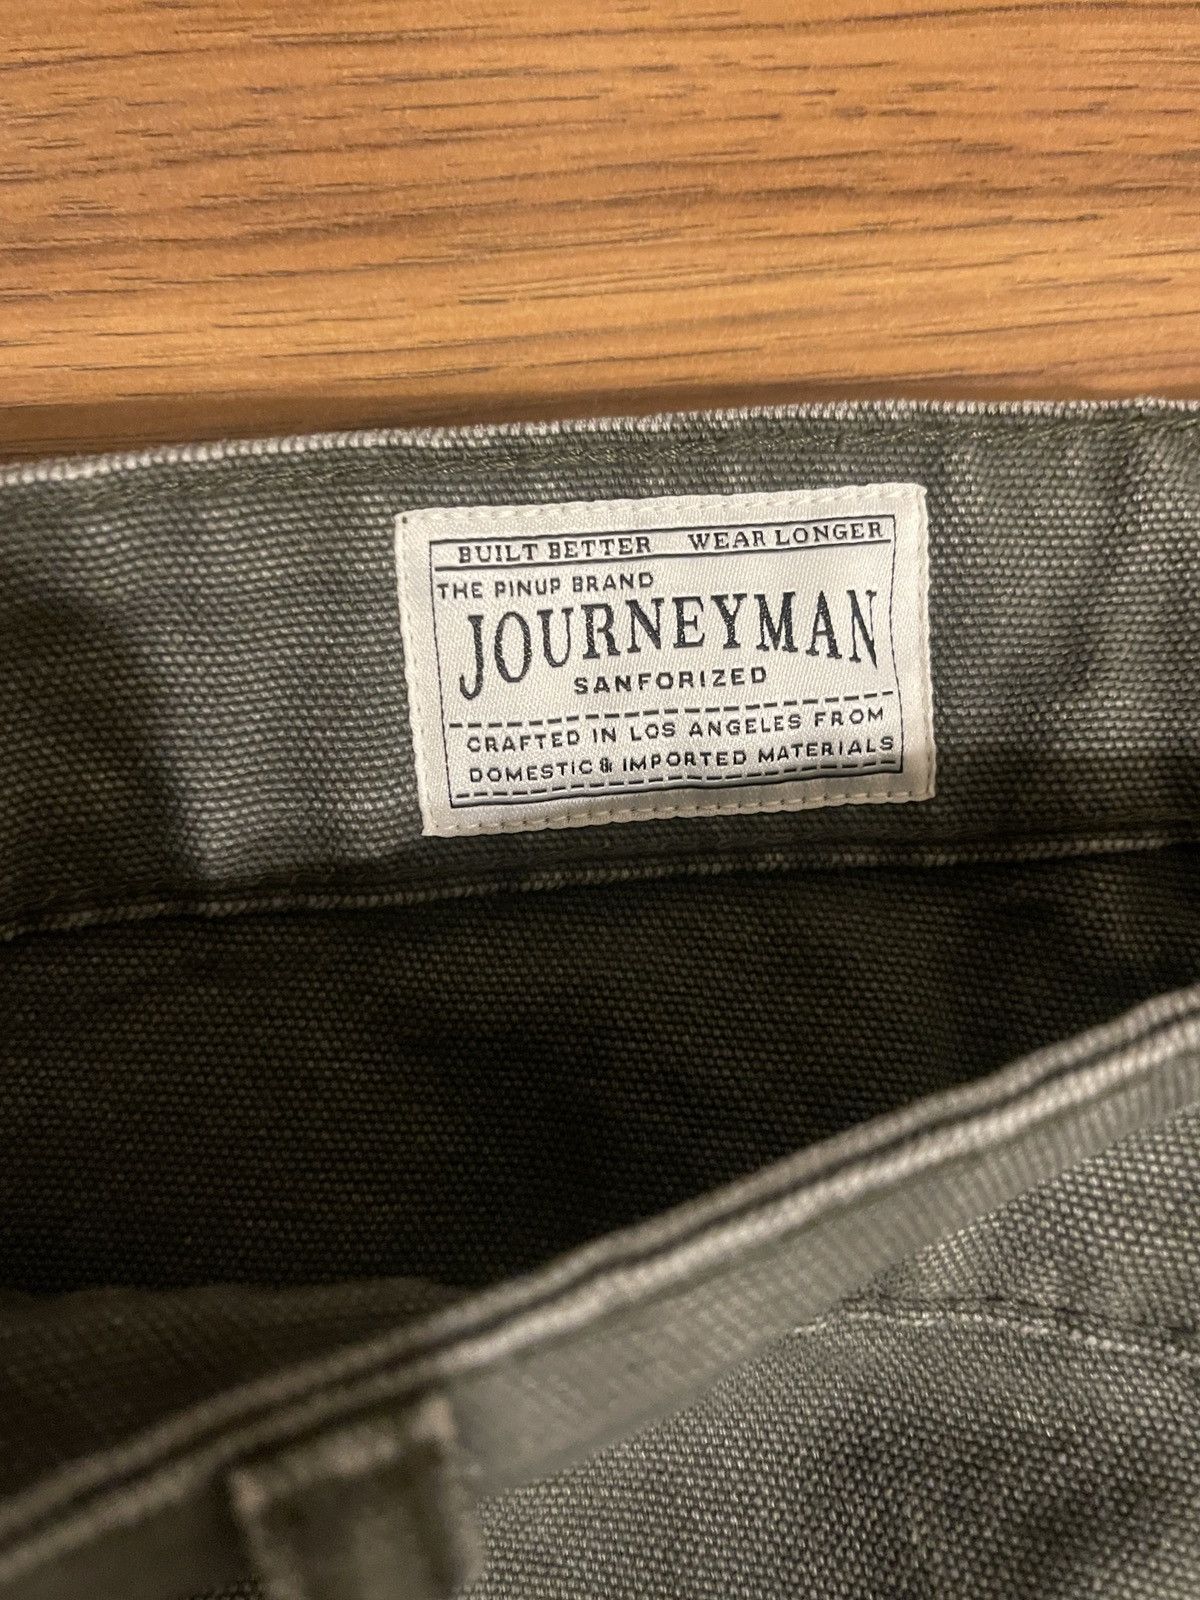 BUILT BETTER WEAR LONGER
THE PINUP BRAND
JOURNEYMAN
SANFORIZED
CRAFTED IN LOS ANGELES FROM
DOMESTIC & IMPORTED MATERIALS